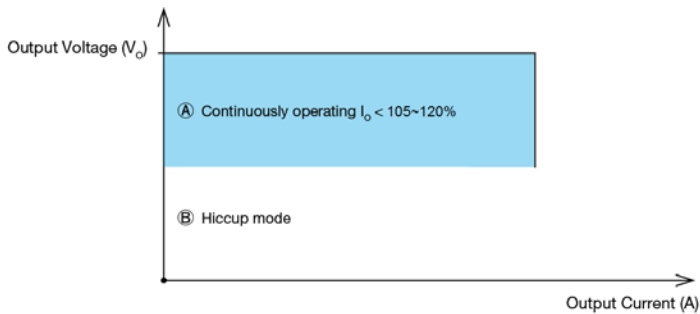 Output Voltage (Vo)
Ⓐ Continuously operating Io < 105~120%
Ⓑ Hiccup mode
Output Current (A)